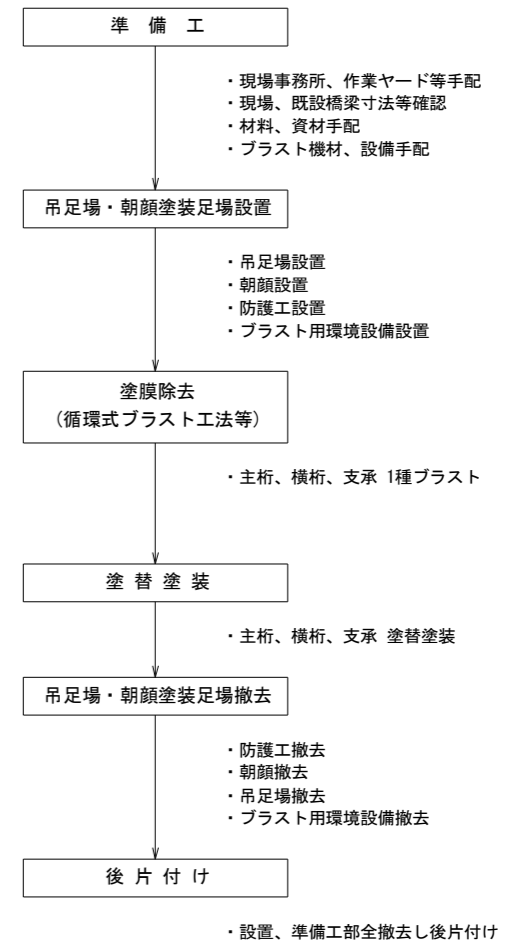 準 備 工
・現場事務所、作業ヤード等手配
・現場、既設橋梁寸法等確認
・材料、資材手配
・ブラスト機材、設備手配
吊足場・朝顔塗装足場設置
・吊足場設置
・朝顔設置
・防護工設置
・ブラスト用環境設備設置
塗膜除去
（循環式ブラスト工法等）
・主桁、横桁、支承 1種ブラスト
塗 替 塗 装
・主桁、横桁、支承 塗替塗装
吊足場・朝顔塗装足場撤去
・防護工撤去
・朝顔撤去
・吊足場撤去
・ブラスト用環境設備撤去
後 片 付 け
・設置、準備工部全撤去し後片付け